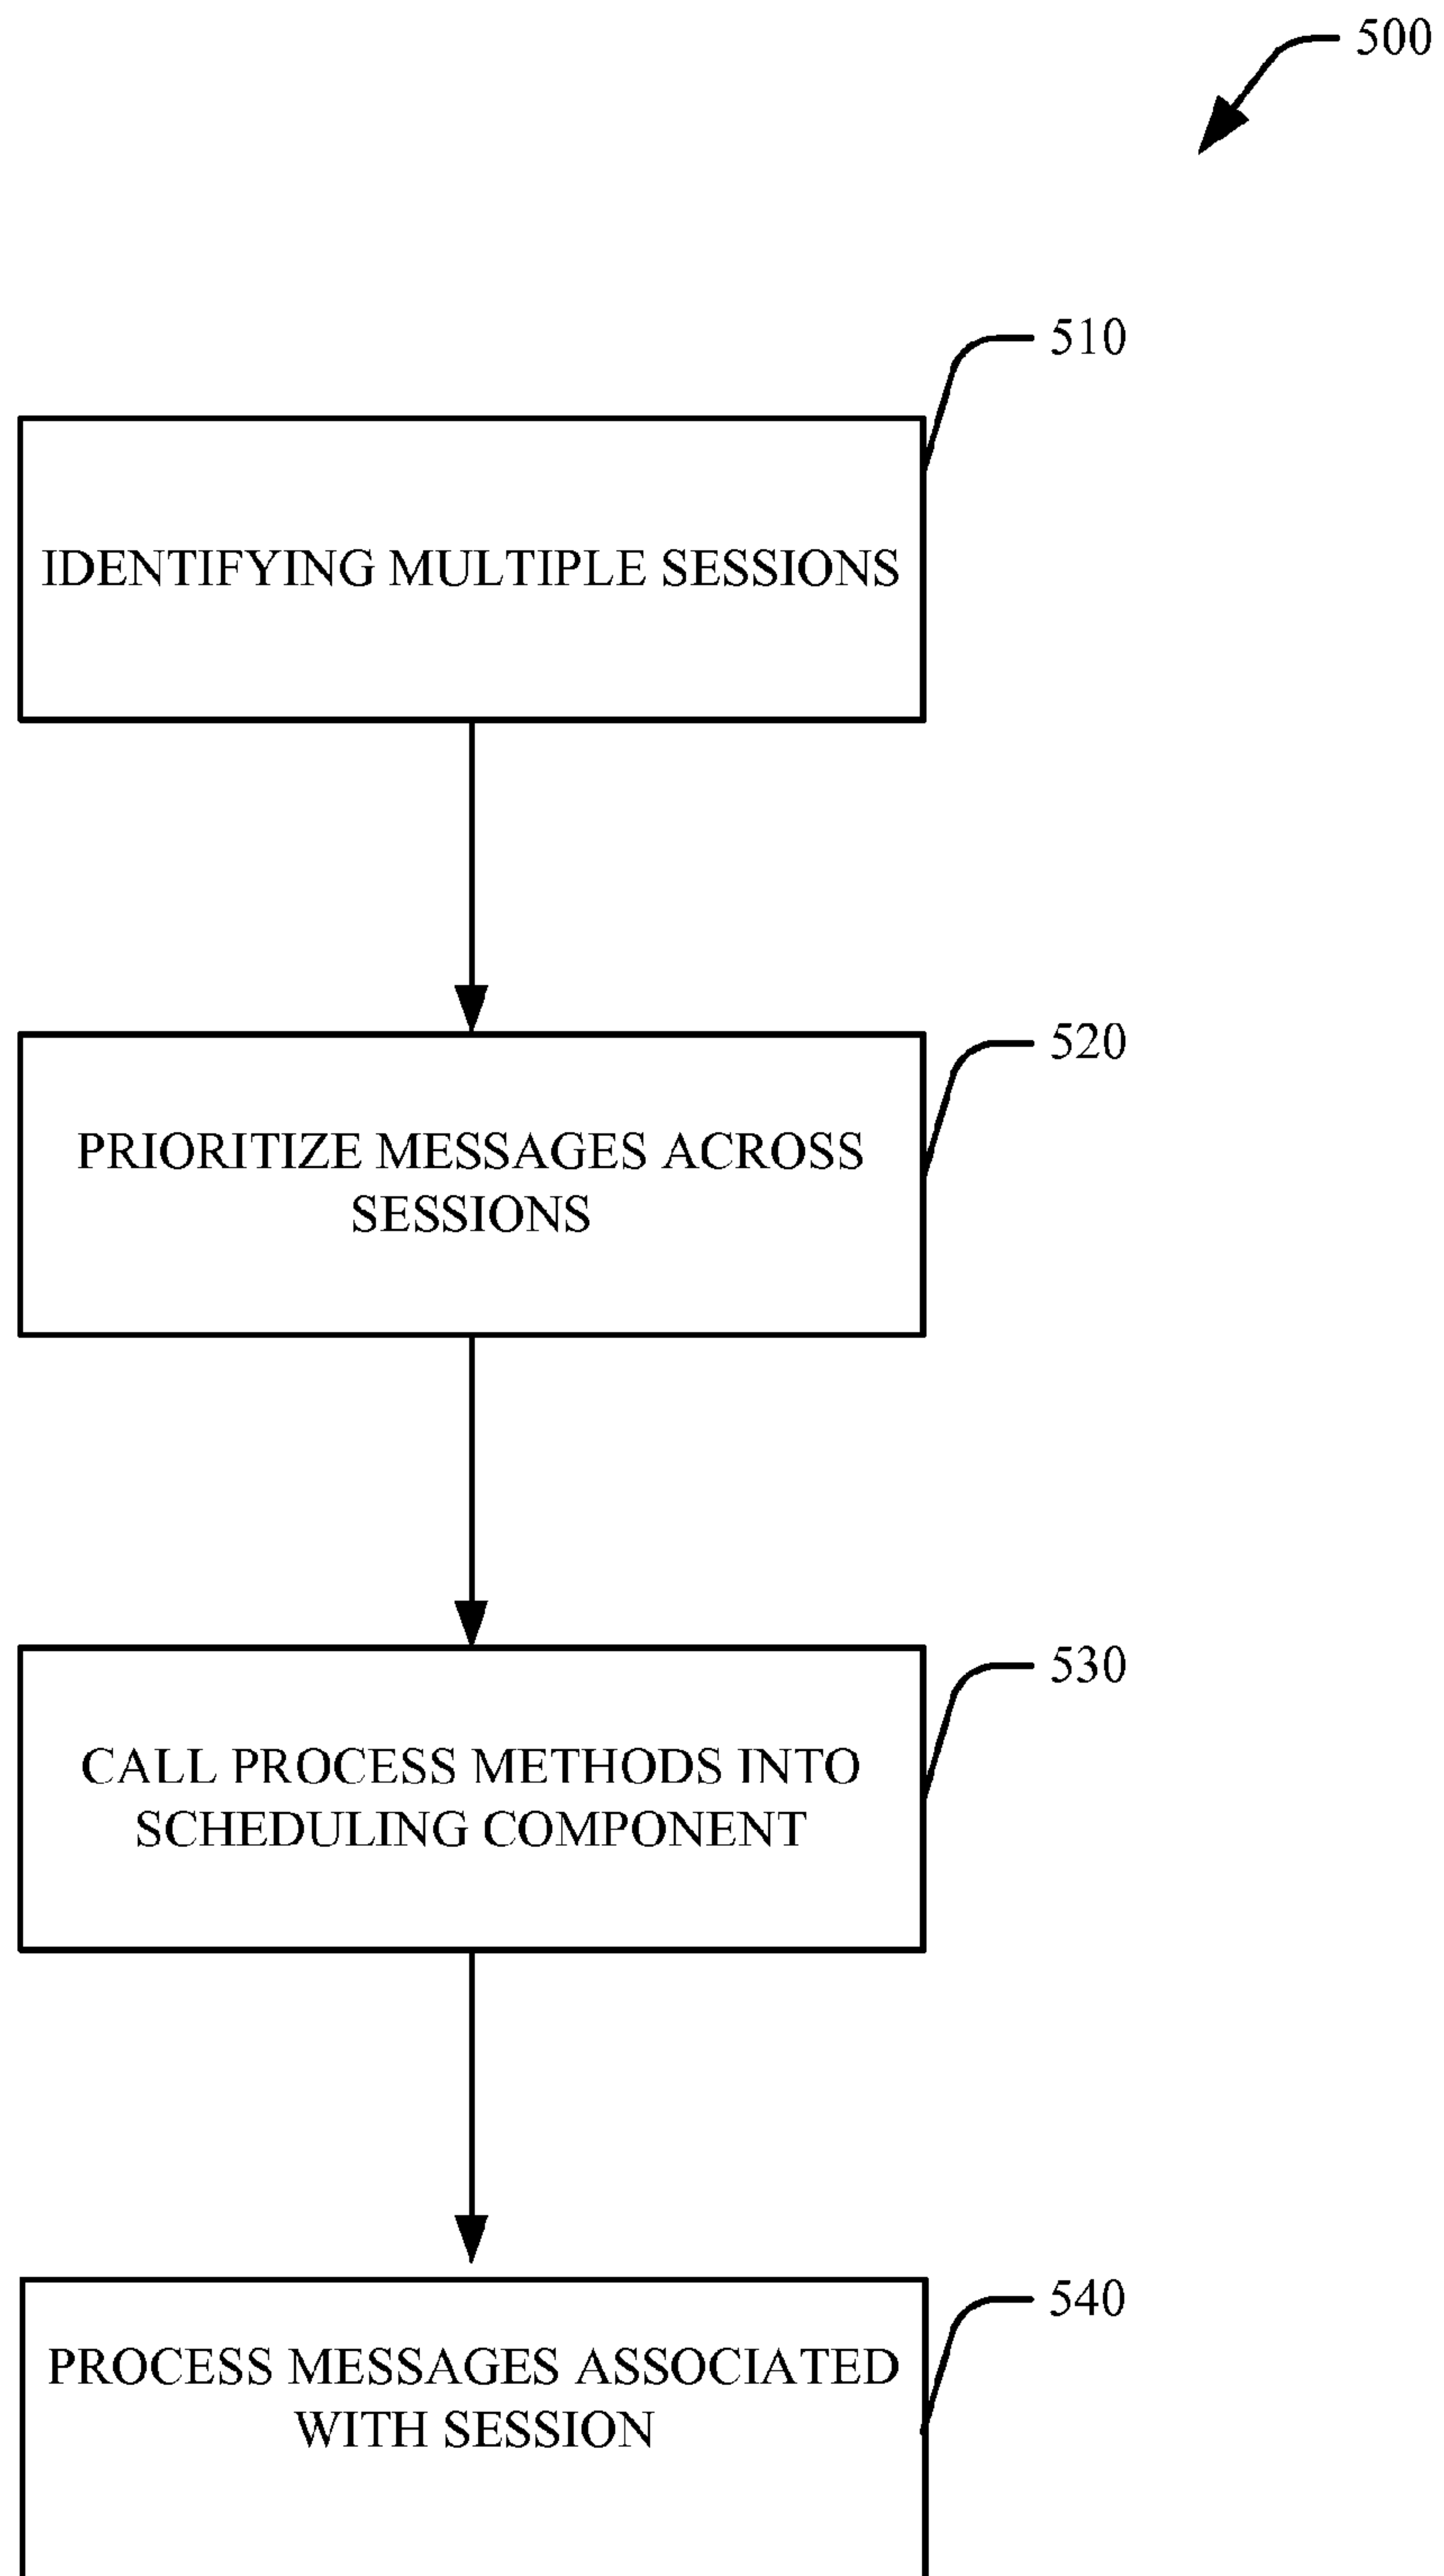 500
510
IDENTIFYING MULTIPLE SESSIONS
520
PRIORITIZE MESSAGES ACROSS
SESSIONS
530
CALL PROCESS METHODS INTO
SCHEDULING COMPONENT
540
PROCESS MESSAGES ASSOCIATED
WITH SESSION